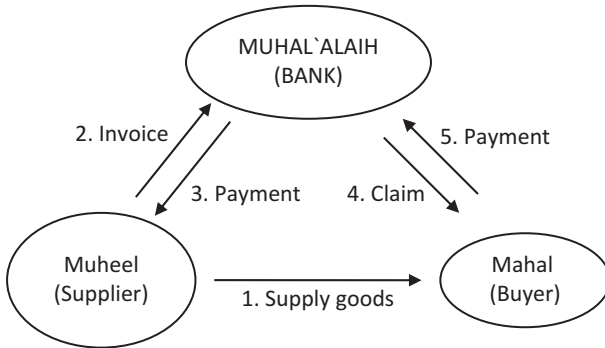 MUHAL`ALAIH
(BANK)
2. Invoice
5. Payment
3. Payment
4. Claim
Muheel
(Supplier)
Mahal
(Buyer)
1. Supply goods